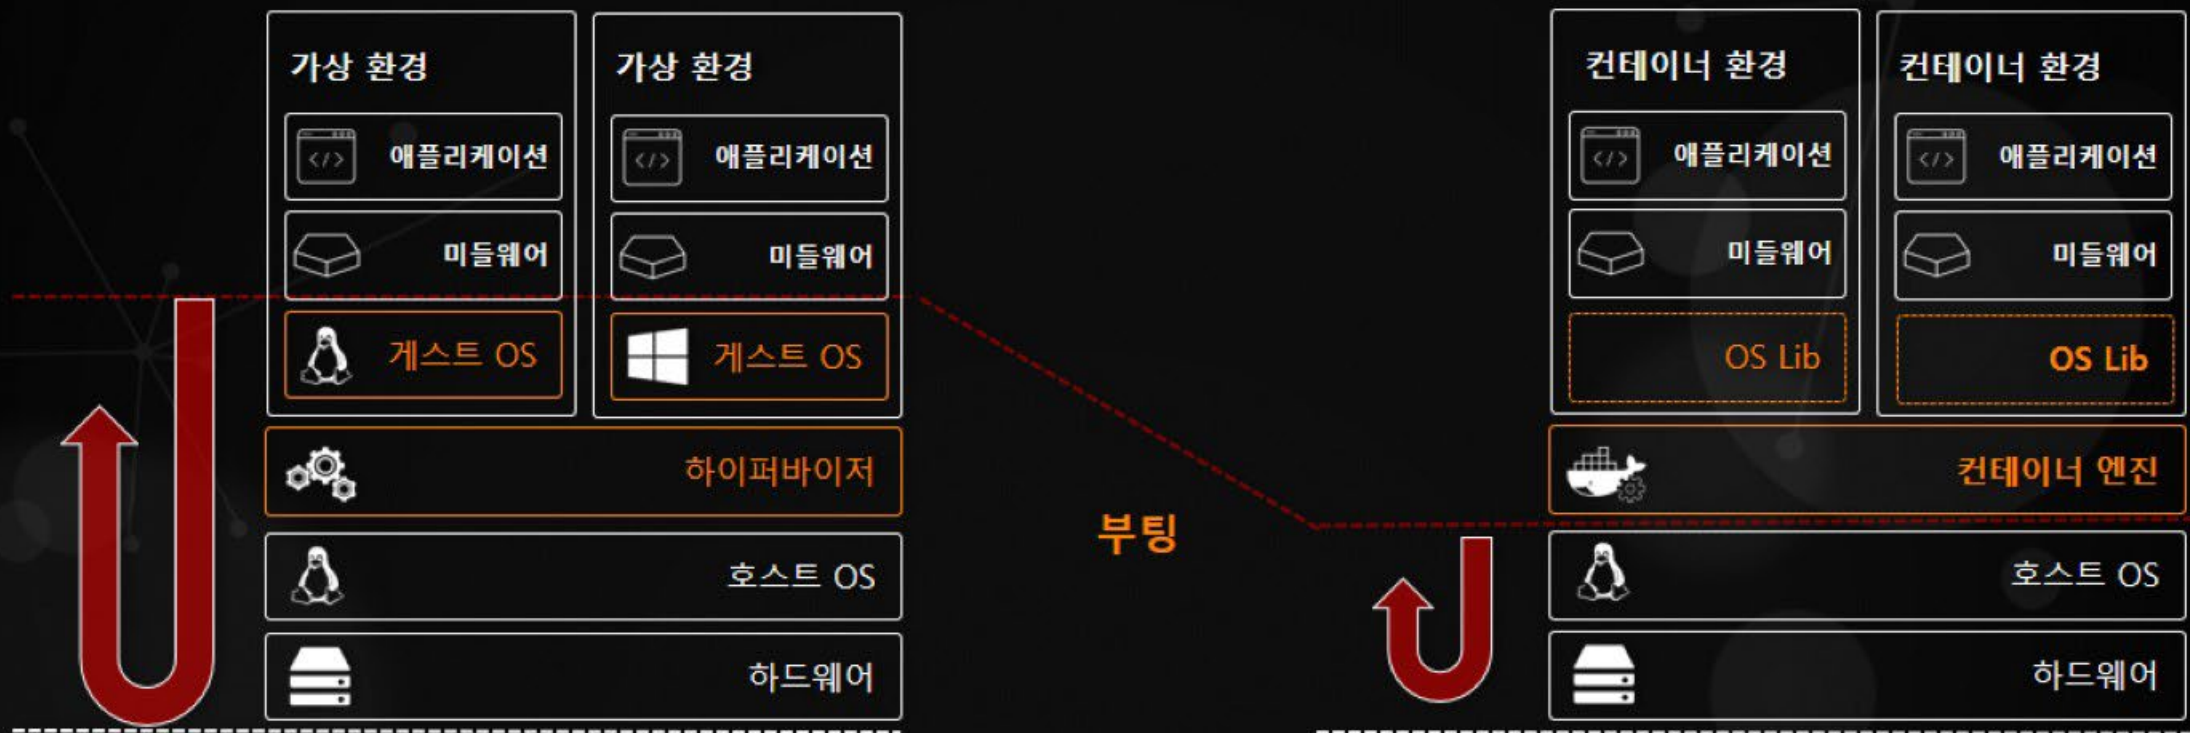 가상 환경
애플리케이션
미들웨어
게스트 OS
가상 환경
애플리케이션
미들웨어
게스트 OS
하이퍼바이저
호스트 OS
하드웨어
부팅
컨테이너 환경
애플리케이션
미들웨어
OS Lib
컨테이너 환경
애플리케이션
미들웨어
OS Lib
컨테이너 엔진
호스트 OS
하드웨어